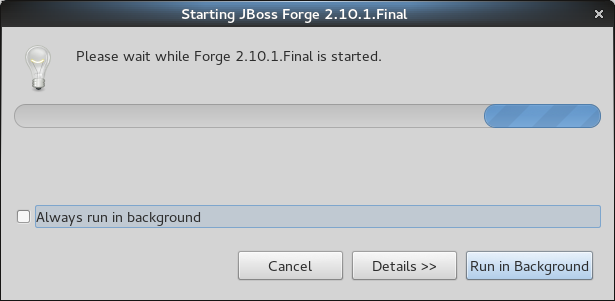 Starting JBoss Forge 2.10.1.Final
Please wait while Forge 2.10.1.Final is started.
Always run in background
Cancel
Details >>
Run in Background